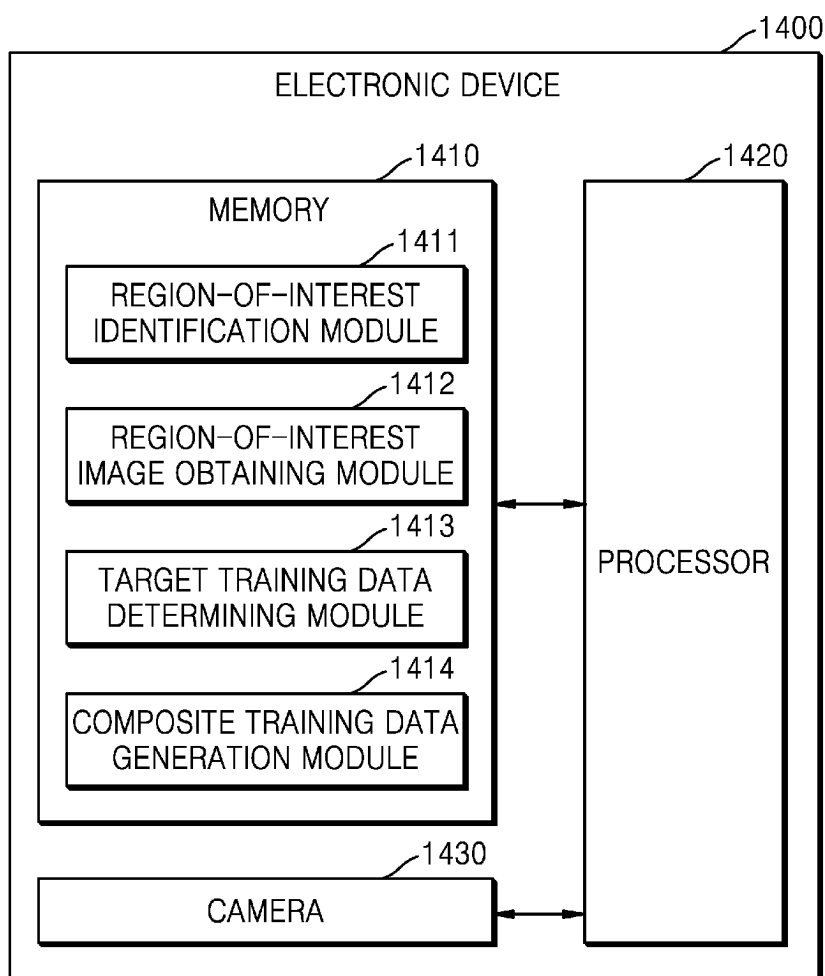 1400
ELECTRONIC DEVICE
1410
MEMORY
1411
REGION-OF-INTEREST
IDENTIFICATION MODULE
1412
REGION-OF-INTEREST
IMAGE OBTAINING MODULE
1413
TARGET TRAINING DATA
DETERMINING MODULE
1414
COMPOSITE TRAINING DATA
GENERATION MODULE
1420
PROCESSOR
1430
CAMERA